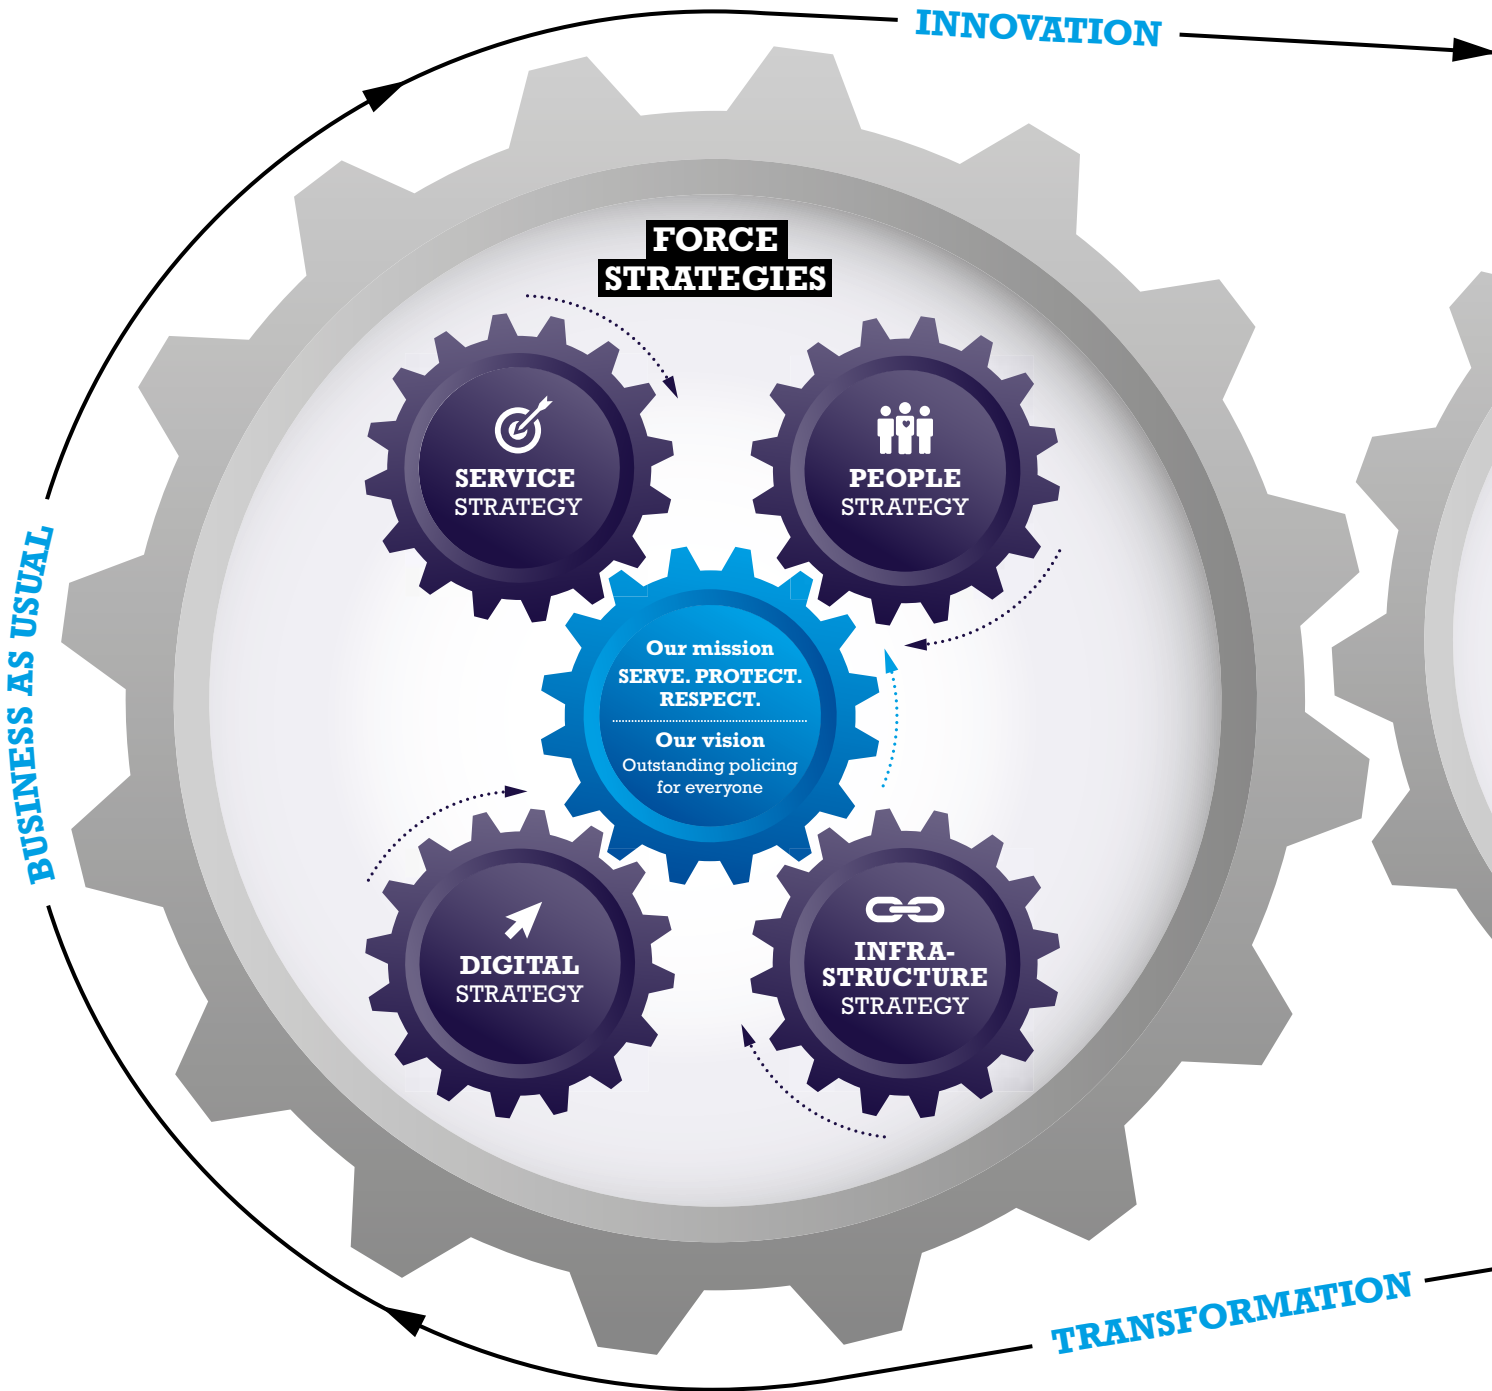 INNOVATION
FORCE
STRATEGIES
SERVICE
STRATEGY
PEOPLE
STRATEGY
BUSINESS AS USUAL
Our mission
SERVE. PROTECT.
RESPECT.
Our vision
Outstanding policing
for everyone
DIGITAL
STRATEGY
INFRA-
STRUCTURE
STRATEGY
TRANSFORMATION